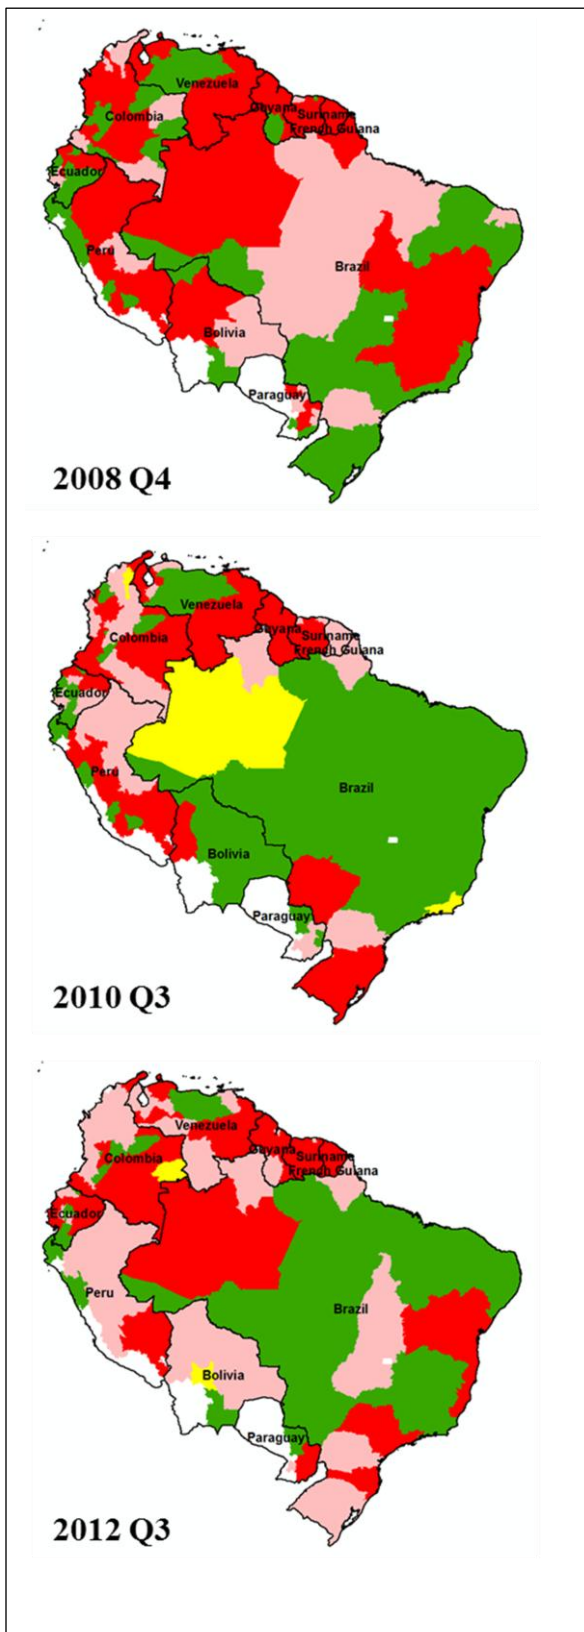 Venezuela
Guyana
Colombia
Suriname
French Guiana
Ecuador
Peru
Brazil
Bolivia
Paraguay
2008 Q4
Venezuela
Guyana
Colombia
Suriname
French Guiana
Ecuador
Peru
Brazil
Bolivia
Paraguay
2010 Q3
Venezuela
Guyana
Colombia
Suriname
French Guiana
Ecuador
Peru
Brazil
Bolivia
Paraguay
2012 Q3